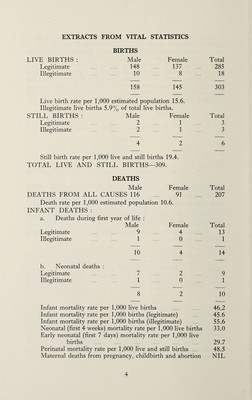 EXTRACTS FROM VITAL STATISTICS
BIRTHS
LIVE BIRTHS : Male Female Total
Legitimate 148 137 285
Illegitimate 10 8 18
158 145 303
Live birth rate per 1,000 estimated population 15.6.
Illegitimate live births 5.9% of total live births.
STILL BIRTHS : Male Female Total
Legitimate 2 1 3
Illegitimate 2 1 3
4 2 6
Still birth rate per 1,000 live and still births 19.4.
TOTAL LIVE AND STILL BIRTHS—309.
DEATHS
Male Female Total
DEATHS FROM ALL CAUSES 116 91 207
Death rate per 1,000 estimated population 10.6.
INFANT DEATHS :
a. Deaths during first year of life :
Male Female Total
Legitimate 9 4 13
Illegitimate 1 0 1
10 4 14
b. Neonatal deaths :
Legitimate 7 2 9
Illegitimate 1 0 1
8 2 10
Infant mortality rate per 1,000 live births 46.2
Infant mortality rate per 1,000 births (legitimate) 45.6
Infant mortality rate per 1,000 births (illegitimate) 55.6
Neonatal (first 4 weeks) mortality rate per 1,000 live births 33.0
Early neonatal (first 7 days) mortality rate per 1,000 live
births 29.7
Perinatal mortality rate per 1,000 live and still births 48.5
Maternal deaths from pregnancy, childbirth and abortion NIL
4